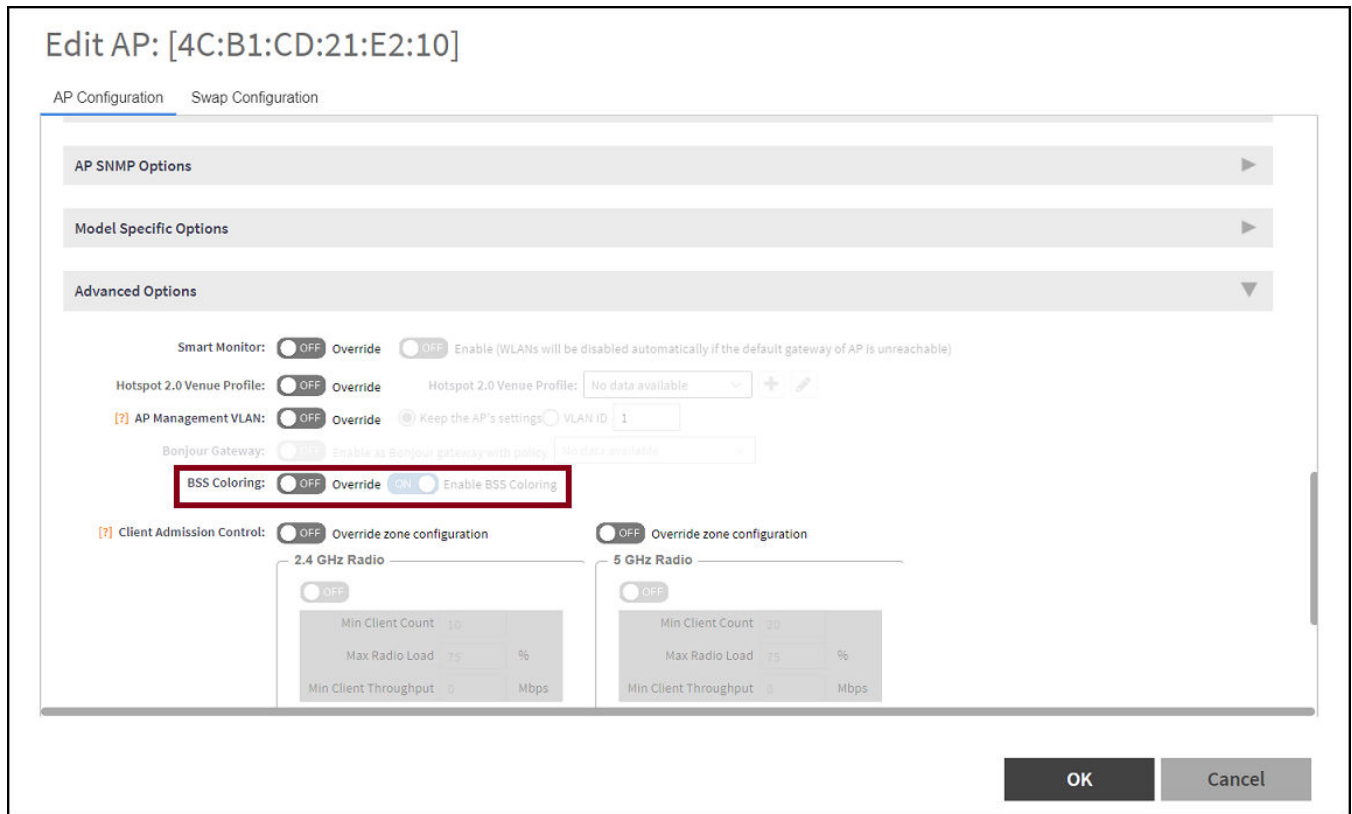 Edit AP: [4C:B1:CD:21:E2:10]
AP Configuration Swap Configuration
AP SNMP Options
Model Specific Options
Advanced Options
Smart Monitor: OFF Override OFF Enable (WLANs will be disabled automatically if the default gateway of AP is unreachable)
Hotspot 2.0 Venue Profile: OFF Override Hotspot 2.0 Venue Profile: No data available
[?] AP Management VLAN: OFF Override Keep the AP's settings VLAN ID 1
Bonjour Gateway: OFF Enable as Bonjour gateway with policy No data available
BSS Coloring: OFF Override ON Enable BSS Coloring
[?] Client Admission Control: OFF Override zone configuration OFF Override zone configuration
2.4 GHz Radio 5 GHz Radio
OFF OFF
Min Client Count 10 Min Client Count 20
Max Radio Load 75 % Max Radio Load 75 %
Min Client Throughput 0 Mbps Min Client Throughput 0 Mbps
OK Cancel